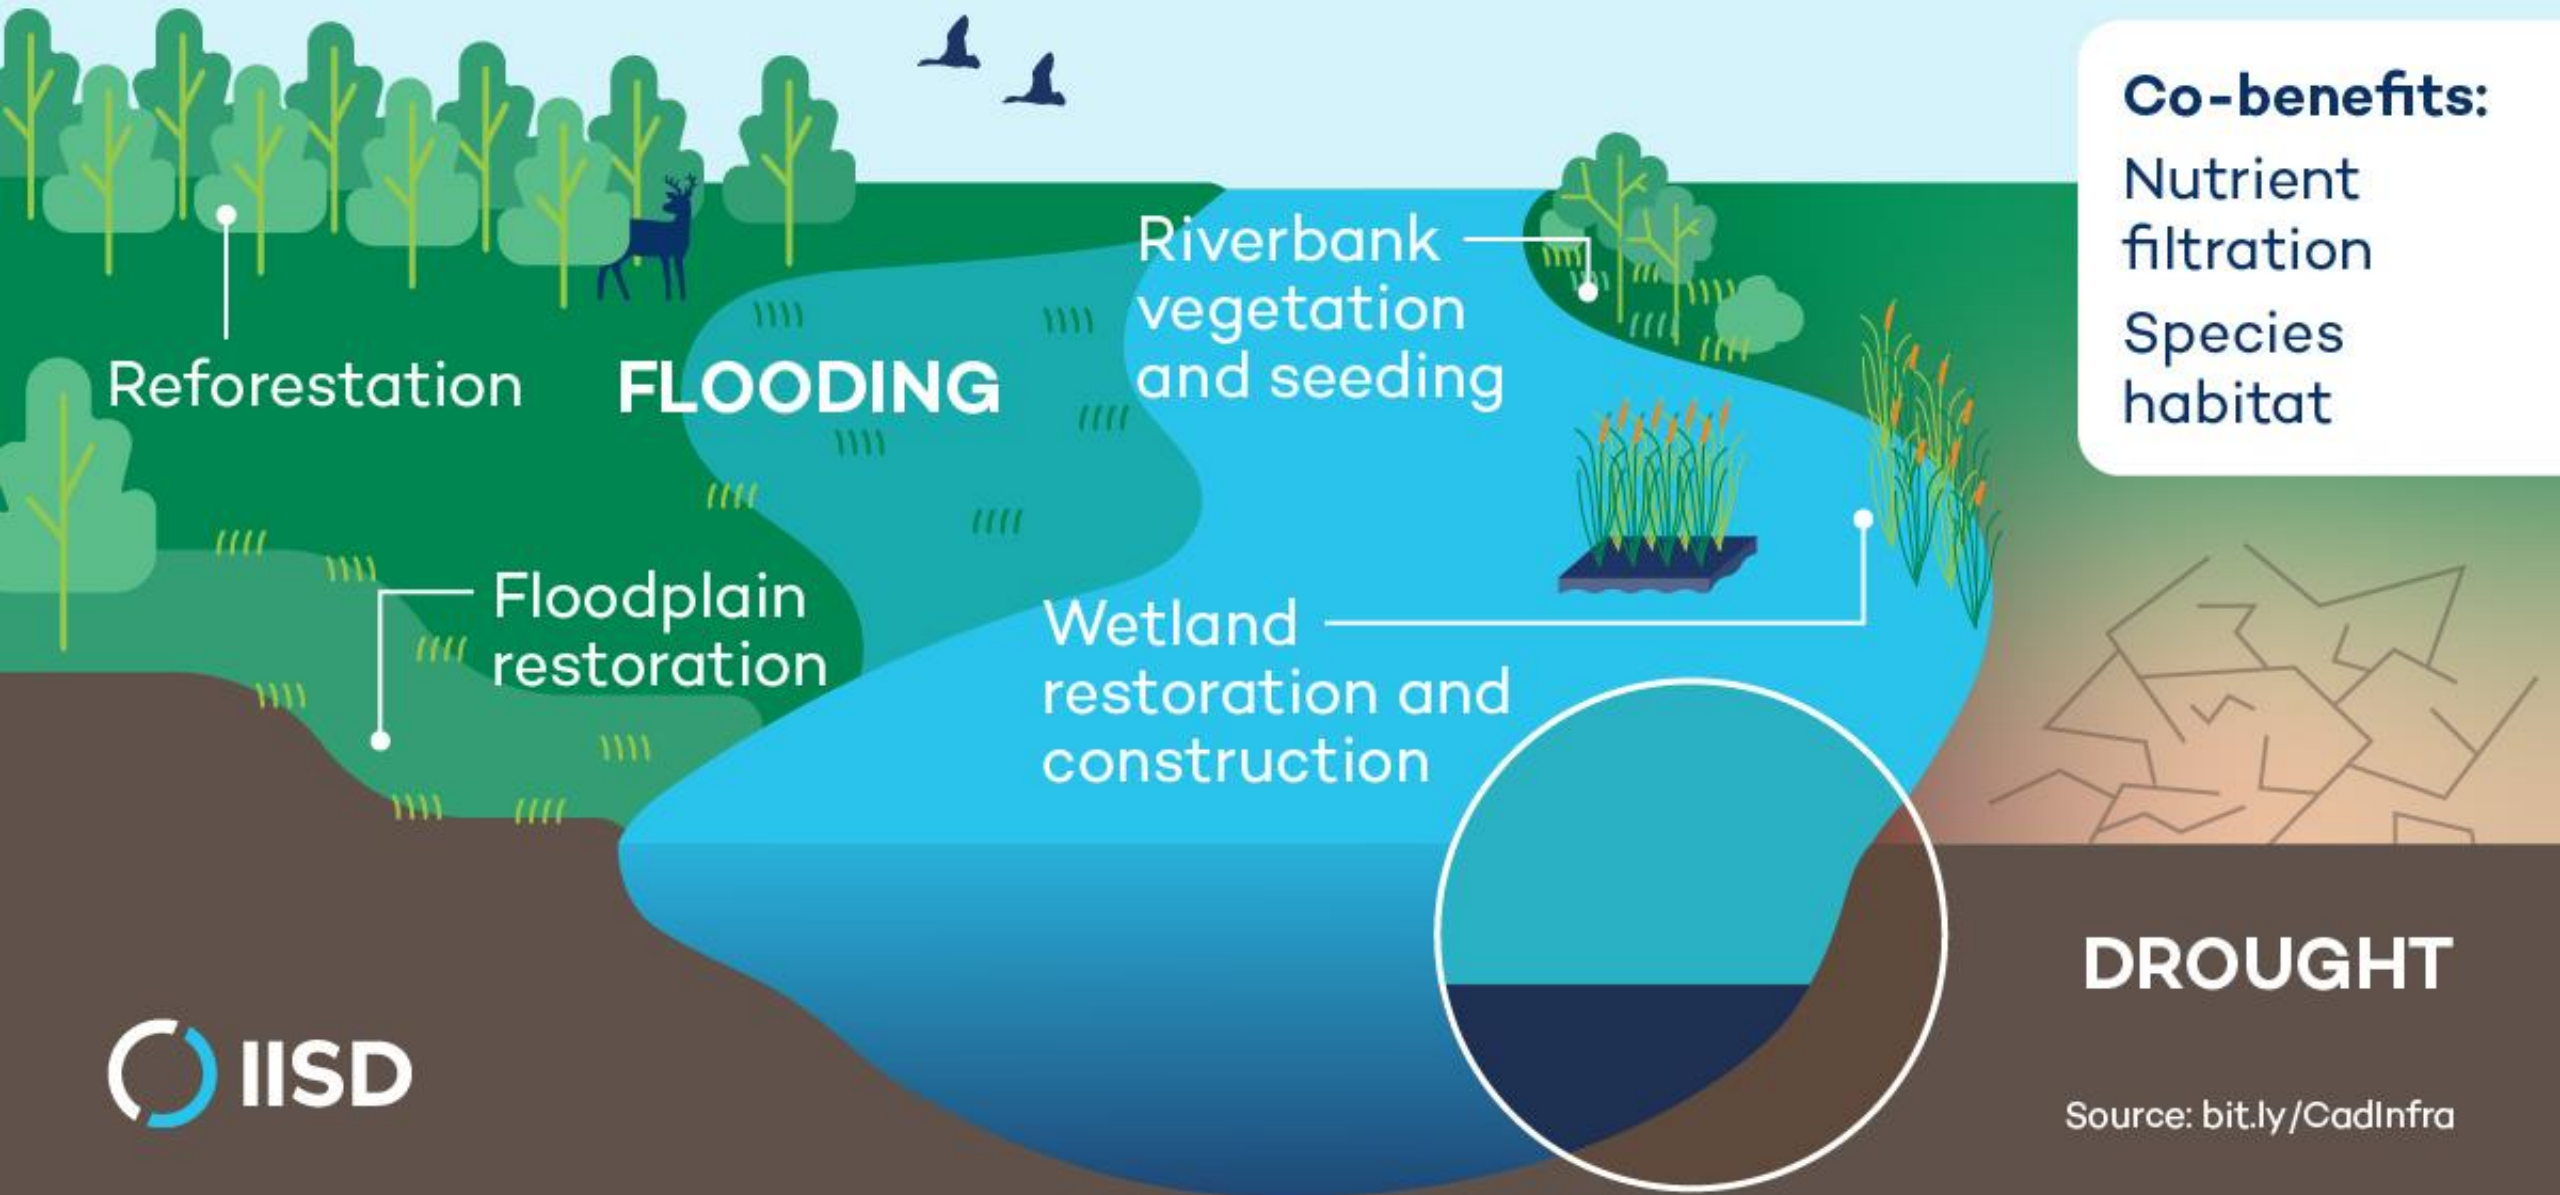 Co-benefits:
Nutrient
filtration
Species
habitat
Riverbank
vegetation
and seeding
Reforestation
FLOODING
Floodplain
restoration
Wetland
restoration and
construction
DROUGHT
IISD
Source: bit.ly/CadInfra